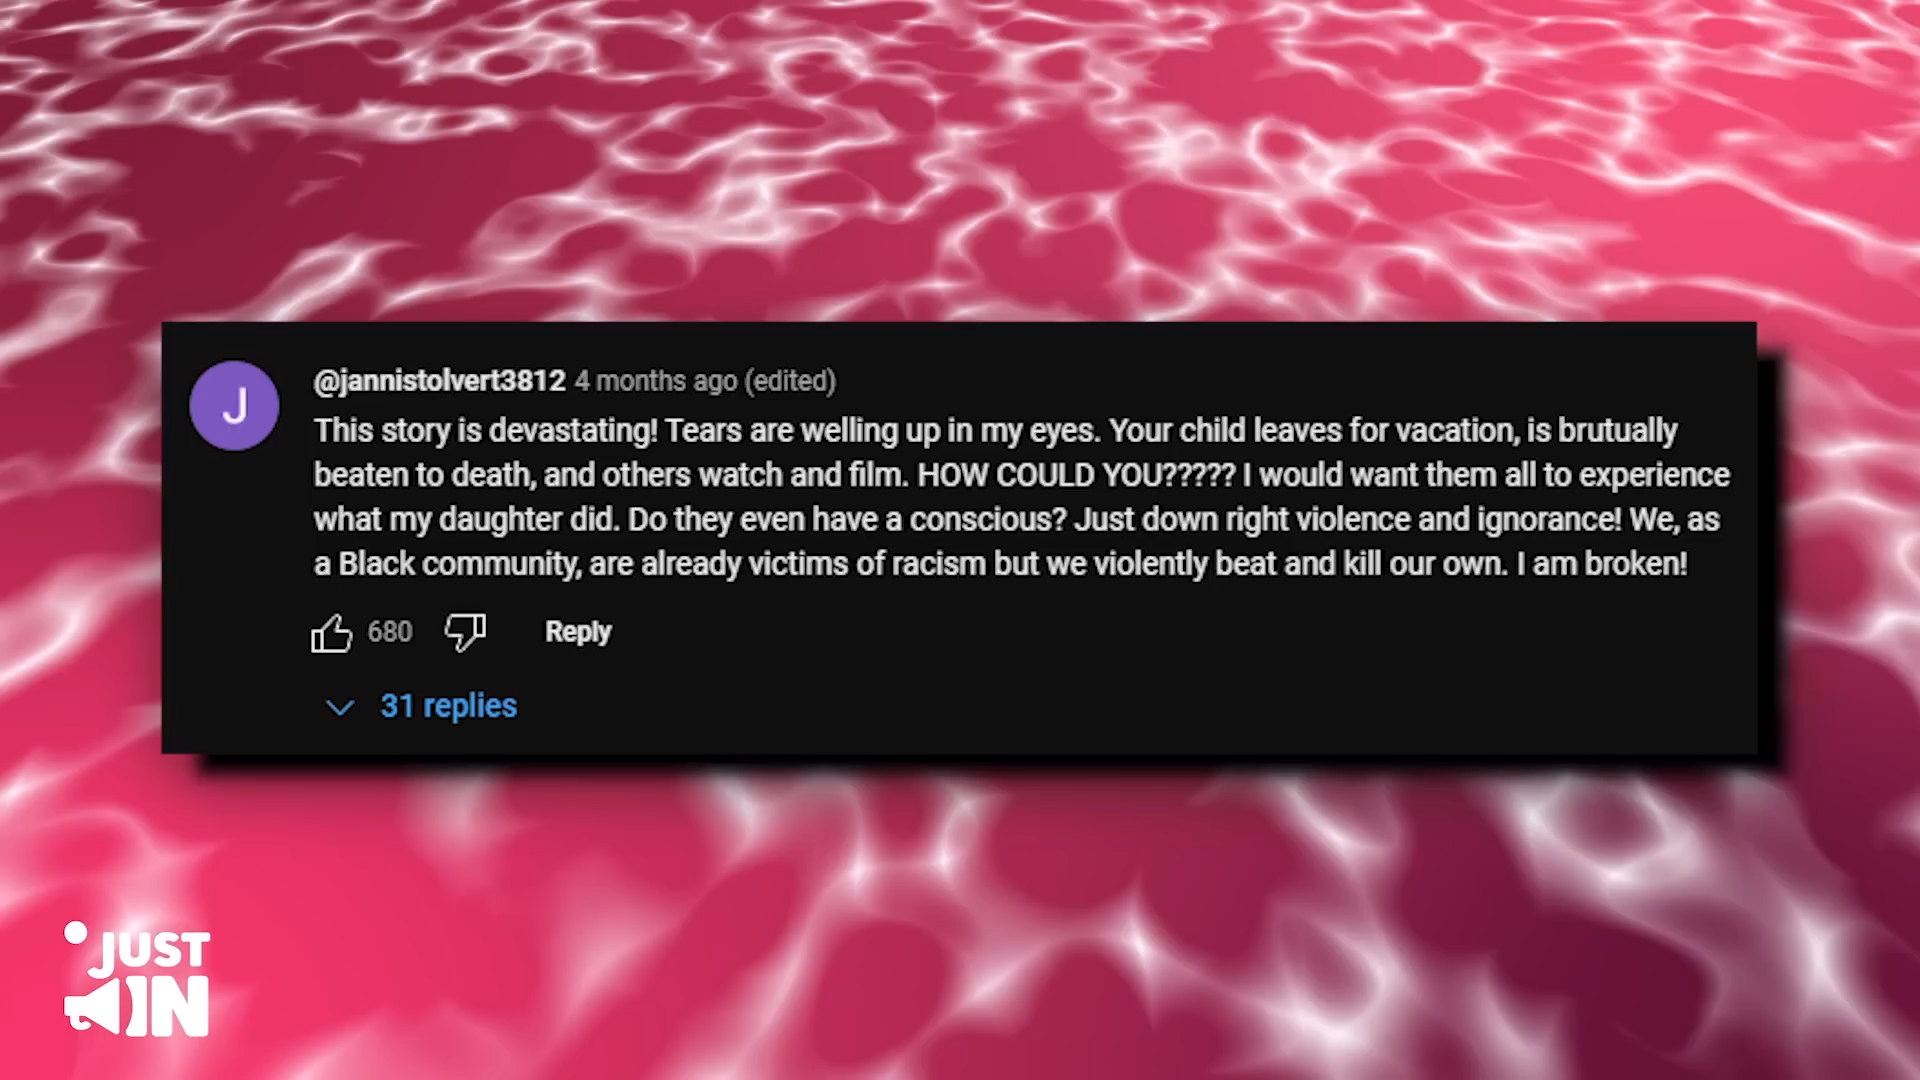 @jannistolvert3812 4 months ago (edited)
This story is devastating! Tears are welling up in my eyes. Your child leaves for vacation, is brutually
beaten to death, and others watch and film. HOW COULD YOU????? I would want them all to experience
what my daughter did. Do they even have a conscious? Just down right violence and ignorance! We, as
a Black community, are already victims of racism but we violently beat and kill our own. I am broken!
680 Reply
31 replies
J
JUST
IN